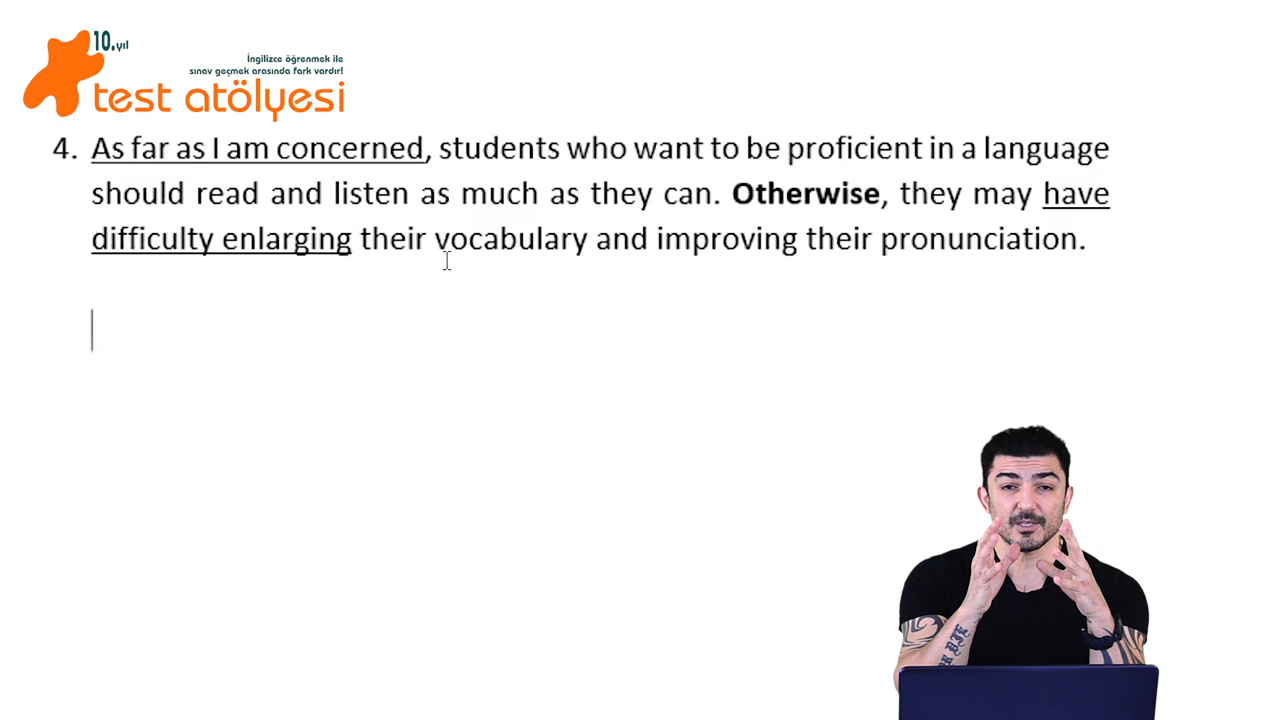 10.yıl
İngilizce öğrenmek ile
sınav geçmek arasında fark vardır!
test atölyesi
4. As far as I am concerned, students who want to be proficient in a language
should read and listen as much as they can. Otherwise, they may have
difficulty enlarging their vocabulary and improving their pronunciation.